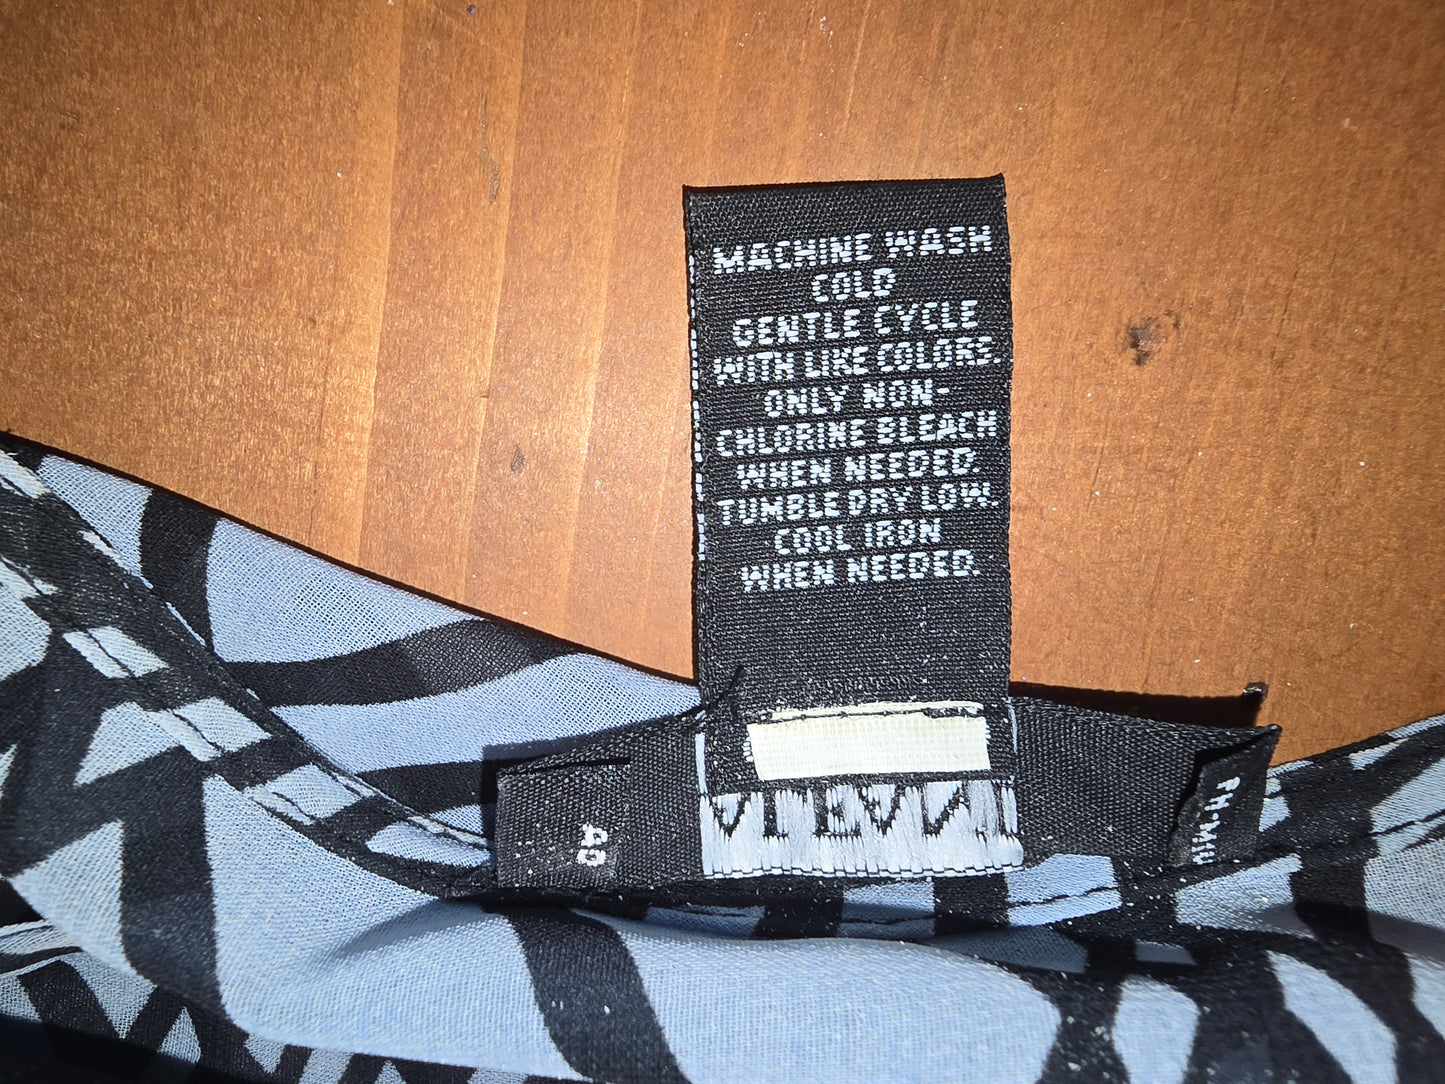 MACHINE WASH
COLD
GENTLE CYCLE
WITH LIKE COLORS.
ONLY NON-
CHLORINE BLEACH
WHEN NEEDED.
TUMBLE DRY LOW.
COOL IRON
WHEN NEEDED.